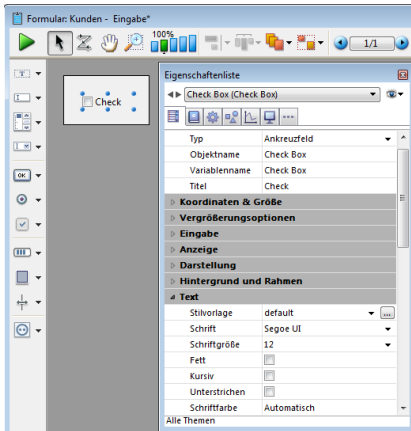 Formular: Kunden - Eingabe*
100%
1/1
Eigenschaftenliste
Check Box (Check Box)
Check
OK
Typ Ankreuzfeld
Objektname Check Box
Variablenname Check Box
Titel Check
Koordinaten & Größe
Vergrößerungsoptionen
Eingabe
Anzeige
Darstellung
Hintergrund und Rahmen
Text
Stilvorlage default ...
Schrift Segoe UI
Schriftgröße 12
Fett
Kursiv
Unterstrichen
Schriftfarbe Automatisch
Alle Themen